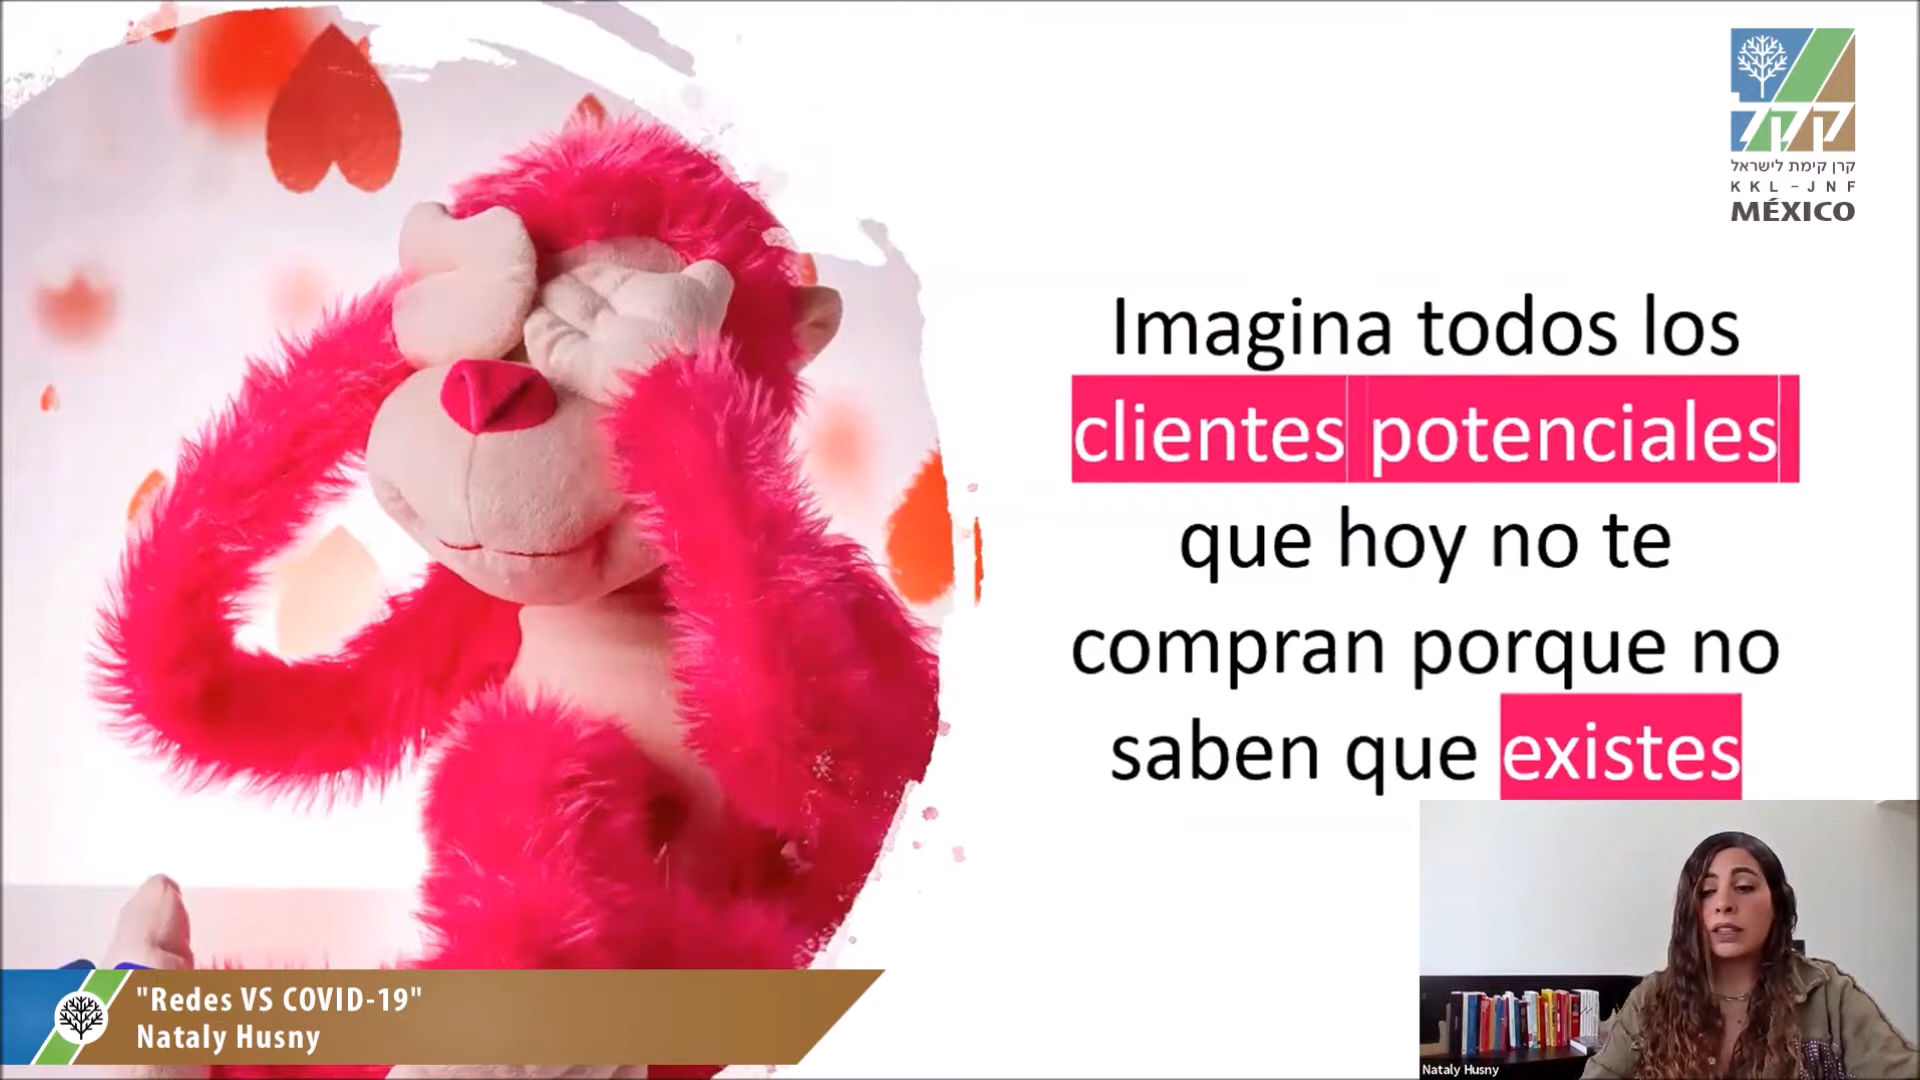 קק״ל
קרן קימת לישראל
KKL-JNF
MÉXICO
Imagina todos los
clientes potenciales
que hoy no te
compran porque no
saben que existes
"Redes VS COVID-19"
Nataly Husny
Nataly Husny